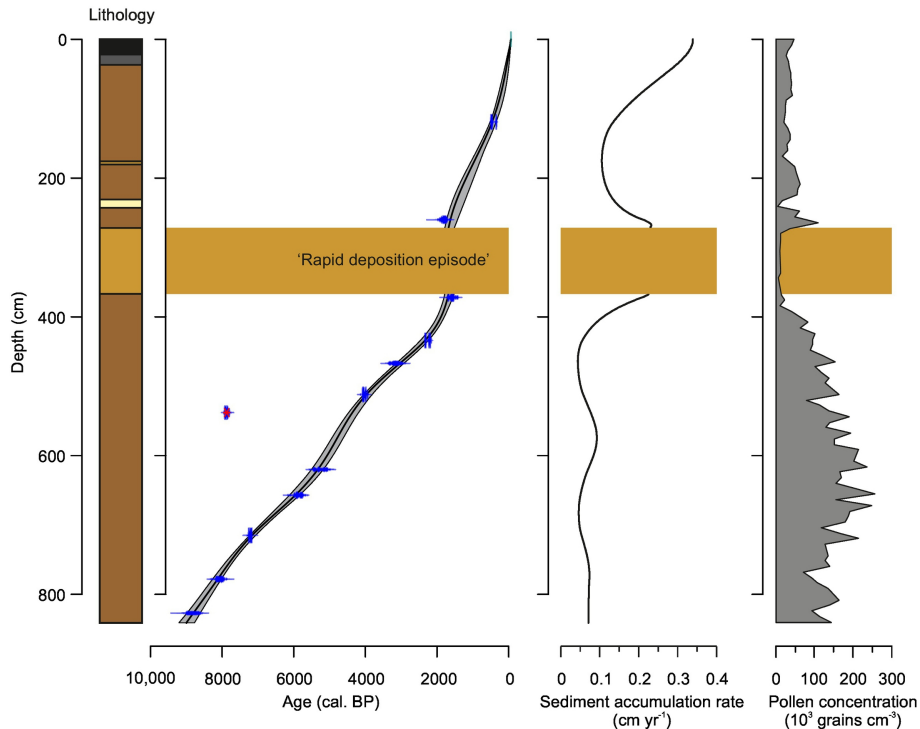 Lithology
0
200
400
600
800
Depth (cm)
'Rapid deposition episode'
10,000 8000 6000 4000 2000 0
Age (cal. BP)
0 0.1 0.2 0.3 0.4
Sediment accumulation rate
(cm yr⁻¹)
0 100 200 300
Pollen concentration
(10³ grains cm⁻³)